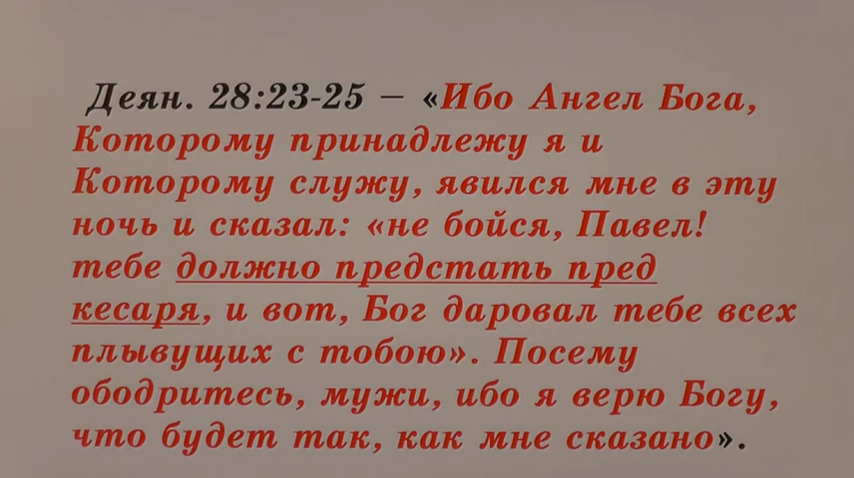 Деян. 28:23-25 – «Ибо Ангел Бога,
Которому принадлежу я и
Которому служу, явился мне в эту
ночь и сказал: «не бойся, Павел!
тебе должно предстать пред
кесаря, и вот, Бог даровал тебе всех
плывущих с тобою». Посему
ободритесь, мужи, ибо я верю Богу,
что будет так, как мне сказано».